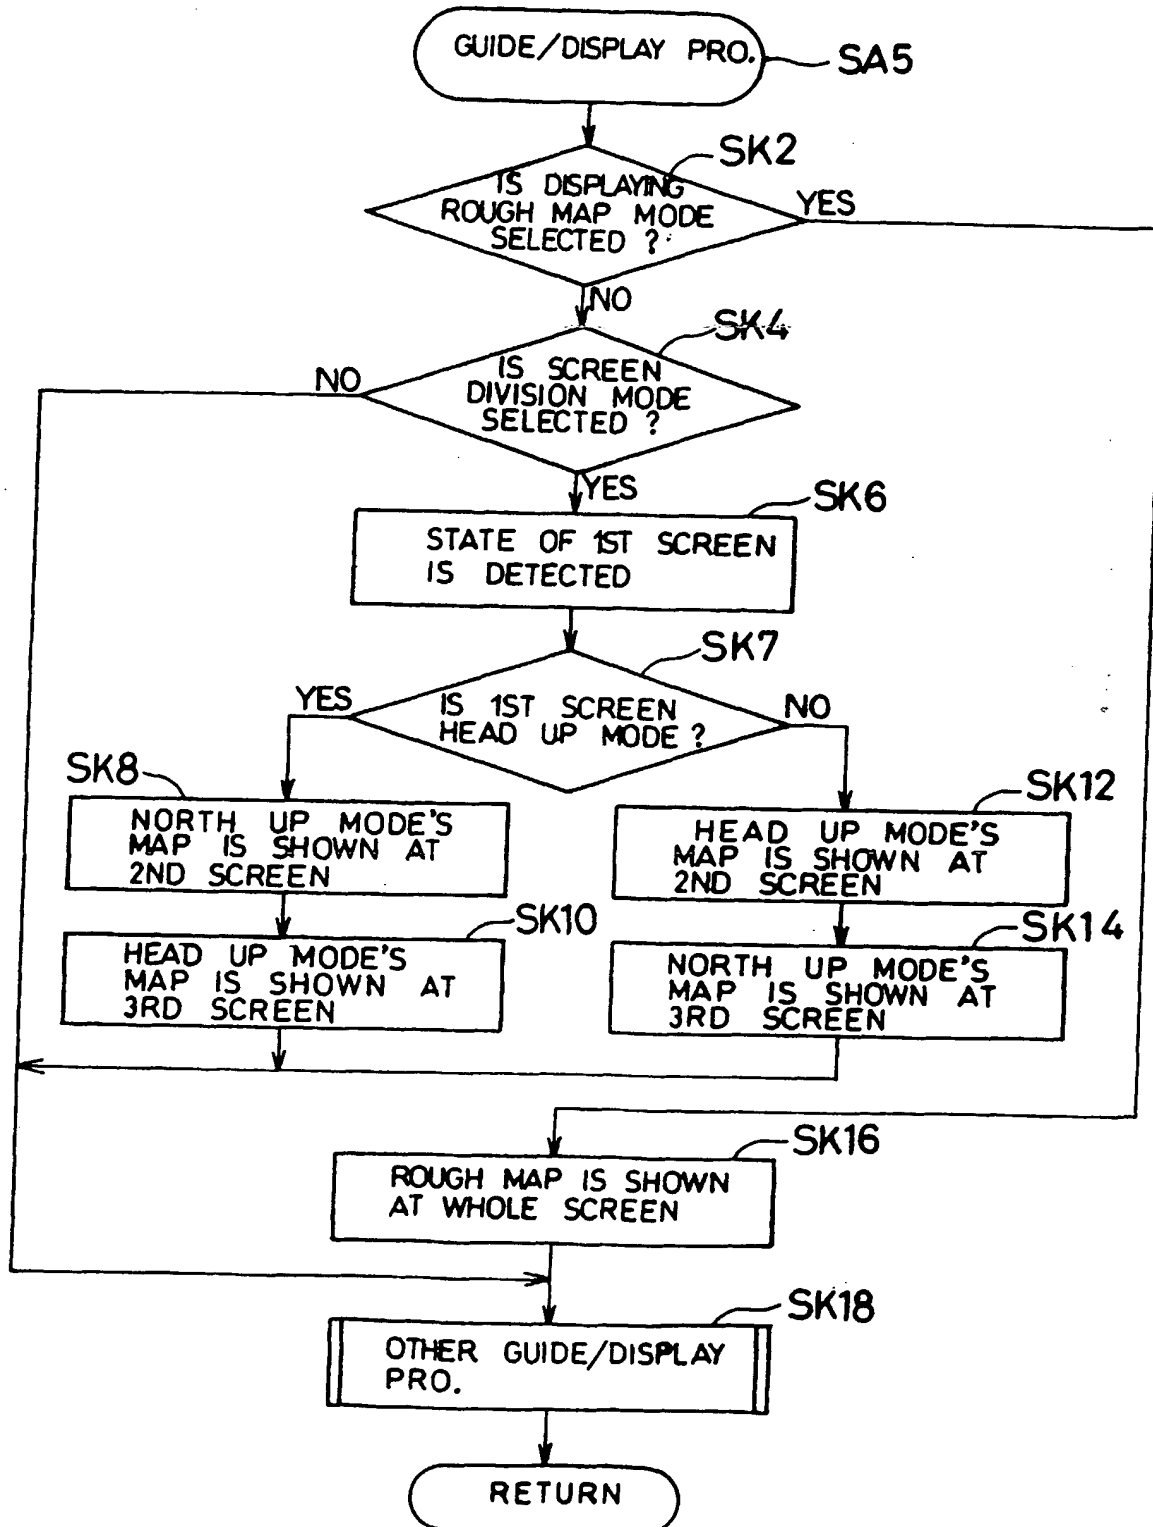 GUIDE/DISPLAY PRO.
SA5
SK2
IS DISPLAYING
ROUGH MAP MODE
SELECTED ?
YES
NO
SK4
IS SCREEN
DIVISION MODE
SELECTED ?
NO
YES
SK6
STATE OF 1ST SCREEN
IS DETECTED
SK7
IS 1ST SCREEN
HEAD UP MODE ?
YES
NO
SK8
NORTH UP MODE'S
MAP IS SHOWN AT
2ND SCREEN
SK12
HEAD UP MODE'S
MAP IS SHOWN AT
2ND SCREEN
SK10
HEAD UP MODE'S
MAP IS SHOWN AT
3RD SCREEN
SK14
NORTH UP MODE'S
MAP IS SHOWN AT
3RD SCREEN
SK16
ROUGH MAP IS SHOWN
AT WHOLE SCREEN
SK18
OTHER GUIDE/DISPLAY
PRO.
RETURN